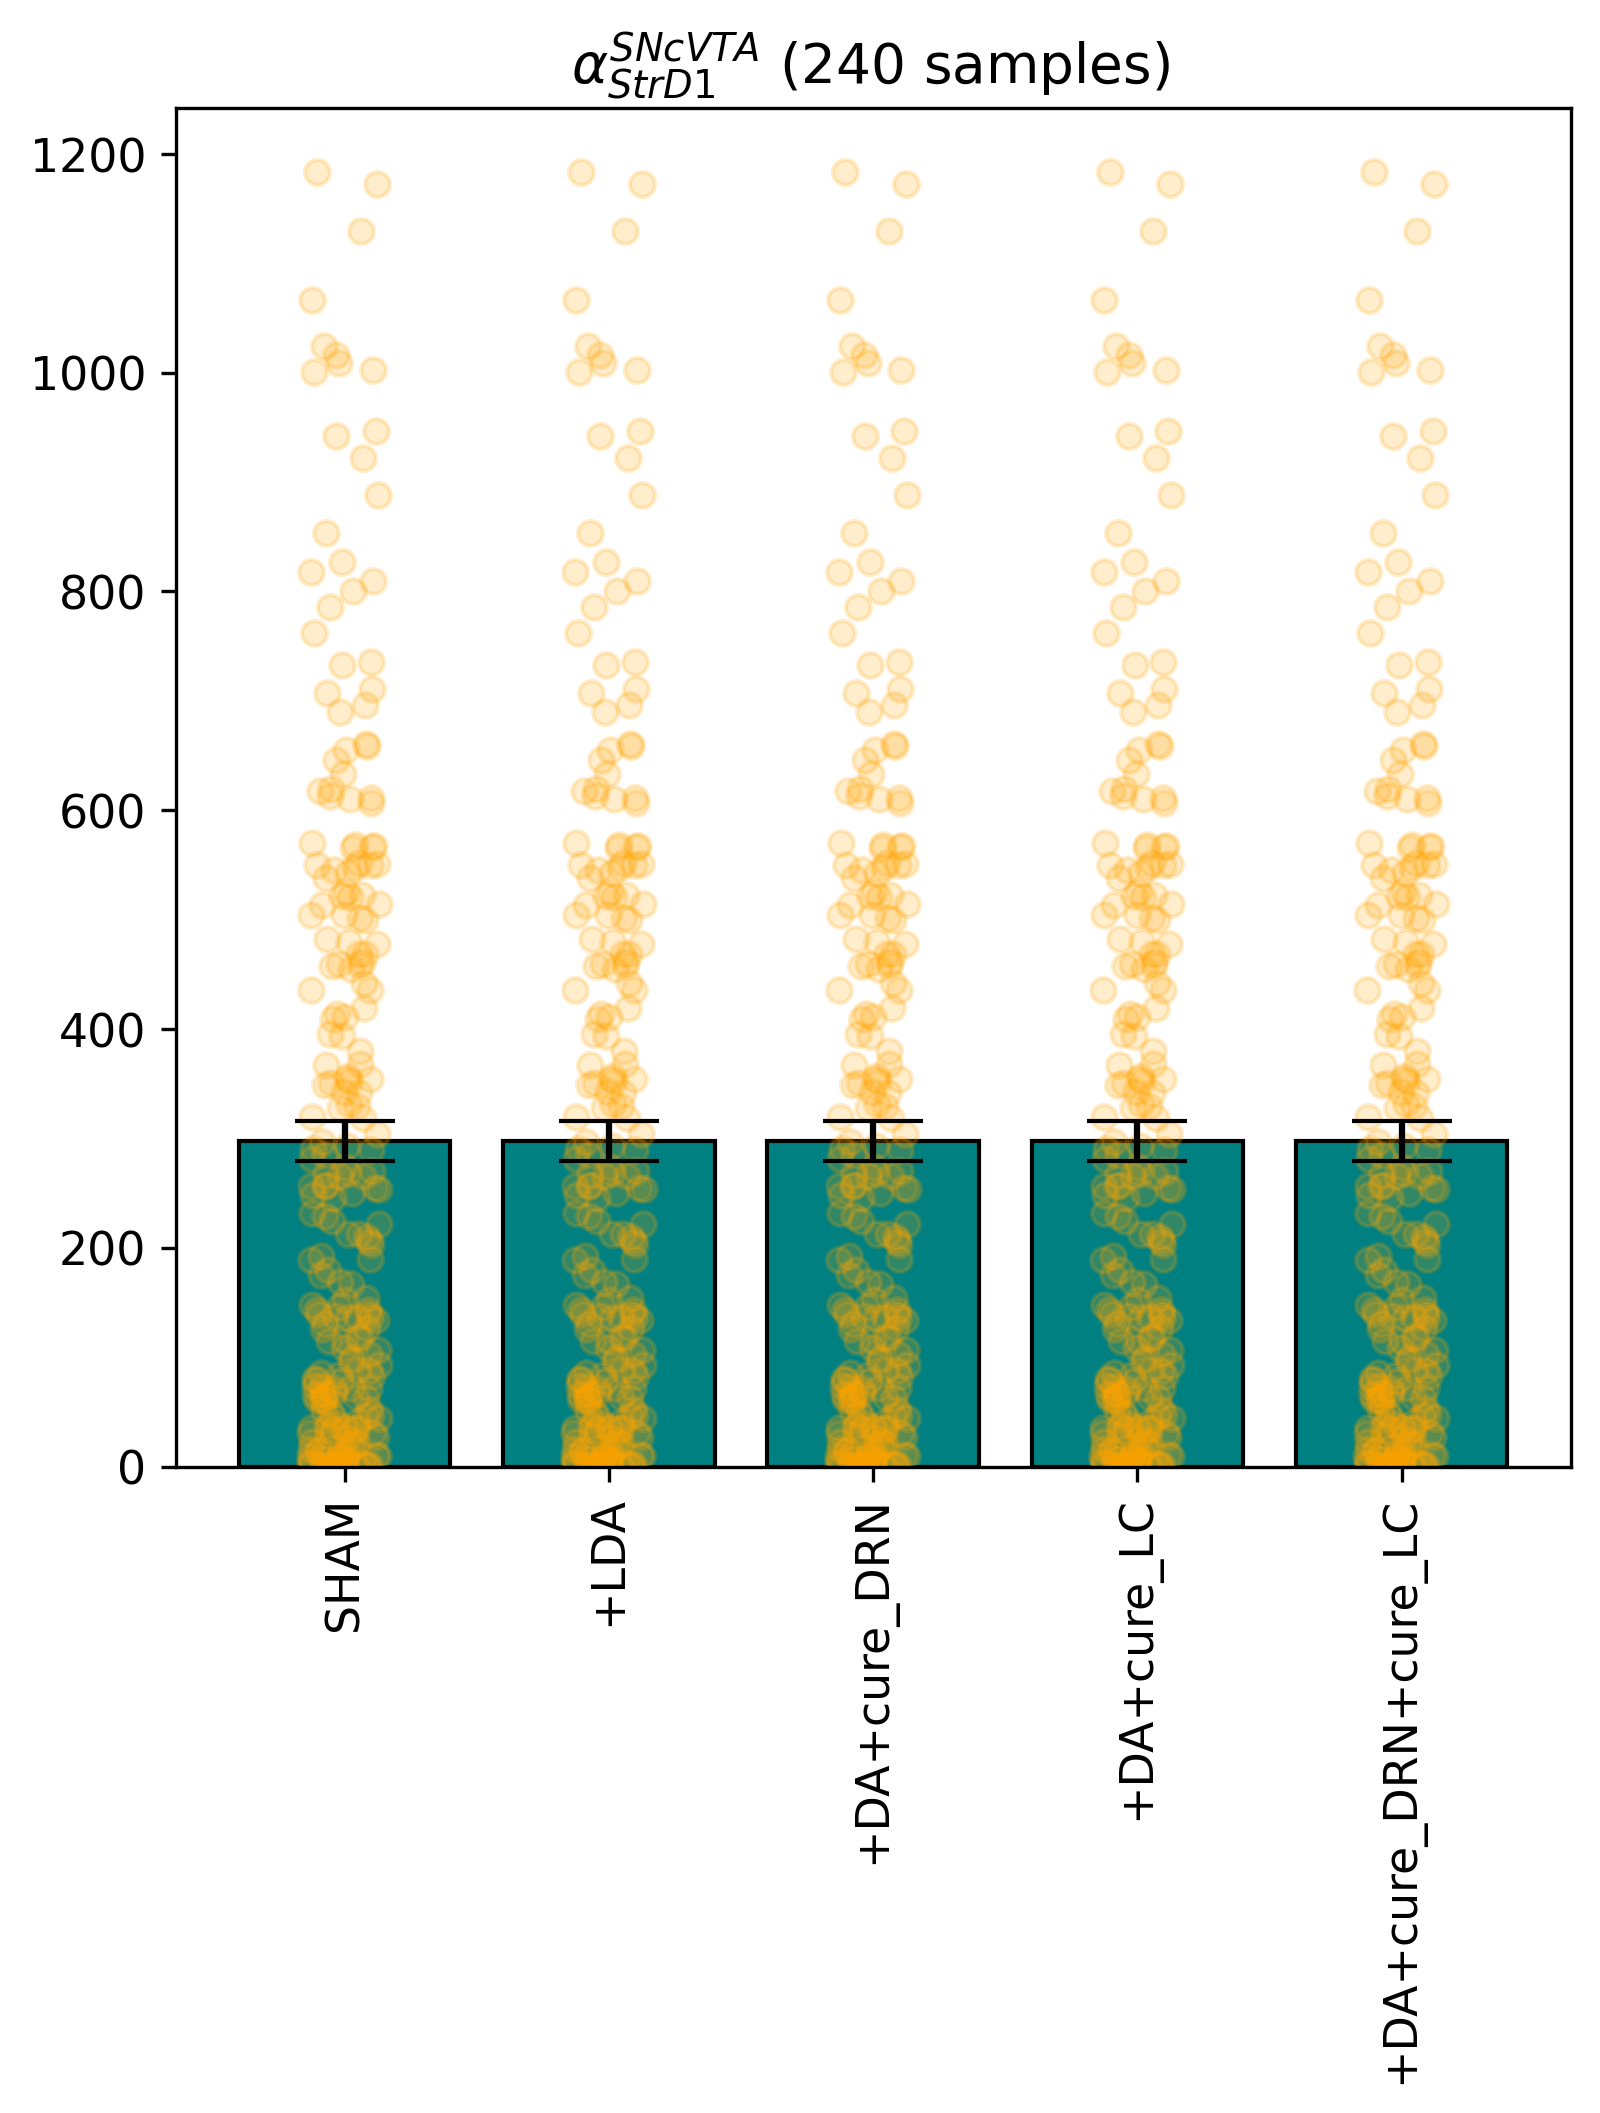 α^{SNcVTA}_{StrD1} (240 samples)
1200
1000
800
600
400
200
0
SHAM
+LDA
+DA+cure_DRN
+DA+cure_LC
+DA+cure_DRN+cure_LC